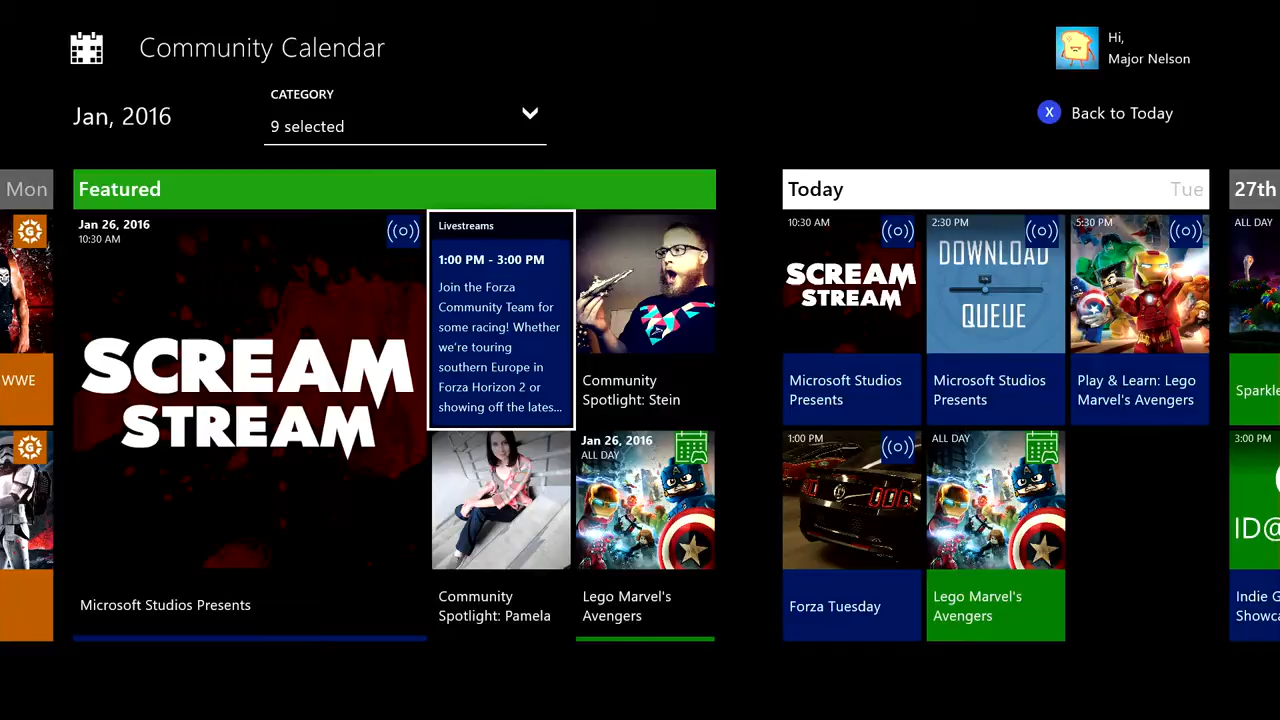 Community Calendar
Hi,
Major Nelson
Jan, 2016
CATEGORY
9 selected
X Back to Today
Mon
WWE
Featured
Jan 26, 2016
10:30 AM
SCREAM
STREAM
Microsoft Studios Presents
Livestreams
1:00 PM - 3:00 PM
Join the Forza
Community Team for
some racing! Whether
we're touring
southern Europe in
Forza Horizon 2 or
showing off the lates...
Community
Spotlight: Stein
Community
Spotlight: Pamela
Jan 26, 2016
ALL DAY
Lego Marvel's
Avengers
Today
Tue
10:30 AM
SCREAM
STREAM
Microsoft Studios
Presents
2:30 PM
DOWNLOAD
QUEUE
Microsoft Studios
Presents
5:30 PM
Play & Learn: Lego
Marvel's Avengers
1:00 PM
Forza Tuesday
ALL DAY
Lego Marvel's
Avengers
27th
ALL DAY
Sparkle
3:00 PM
ID@
Indie G
Showca